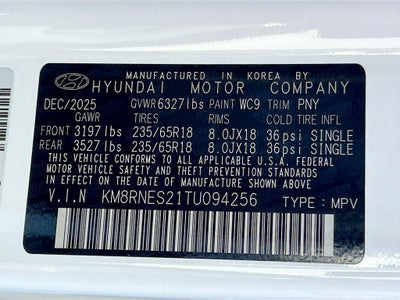 MANUFACTURED IN KOREA BY
HYUNDAI MOTOR COMPANY
DEC/2025 GVWR 6327lbs PAINT WC9 TRIM PNY
GAWR TIRES RIMS COLD TIRE INFL
FRONT 3197lbs 235/65R18 8.0JX18 36psi SINGLE
REAR 3527lbs 235/65R18 8.0JX18 36psi SINGLE
THIS VEHICLE CONFORMS TO ALL APPLICABLE U.S.A. FEDERAL
MOTOR VEHICLE SAFETY STANDARDS IN EFFECT ON THE
DATE OF MANUFACTURE SHOWN ABOVE
V.I.N KM8RNES21TU094256 TYPE : MPV